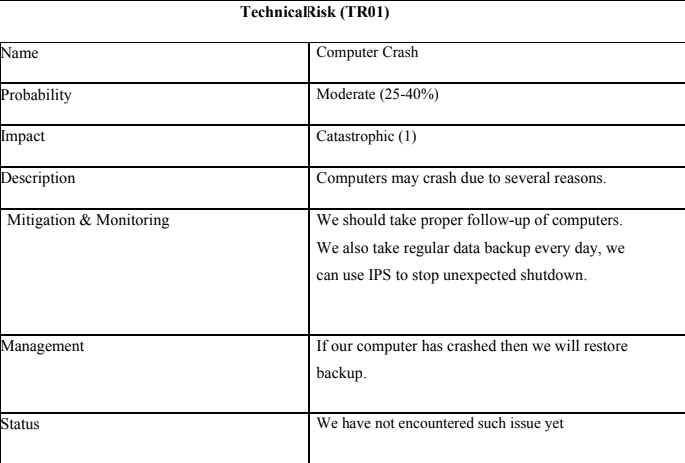 TechnicalRisk (TR01)
Name
Computer Crash
Probability
Moderate (25-40%)
Impact
Catastrophic (1)
Description
Computers may crash due to several reasons.
Mitigation & Monitoring
We should take proper follow-up of computers.
We also take regular data backup every day, we
can use IPS to stop unexpected shutdown.
Management
If our computer has crashed then we will restore
backup.
Status
We have not encountered such issue yet